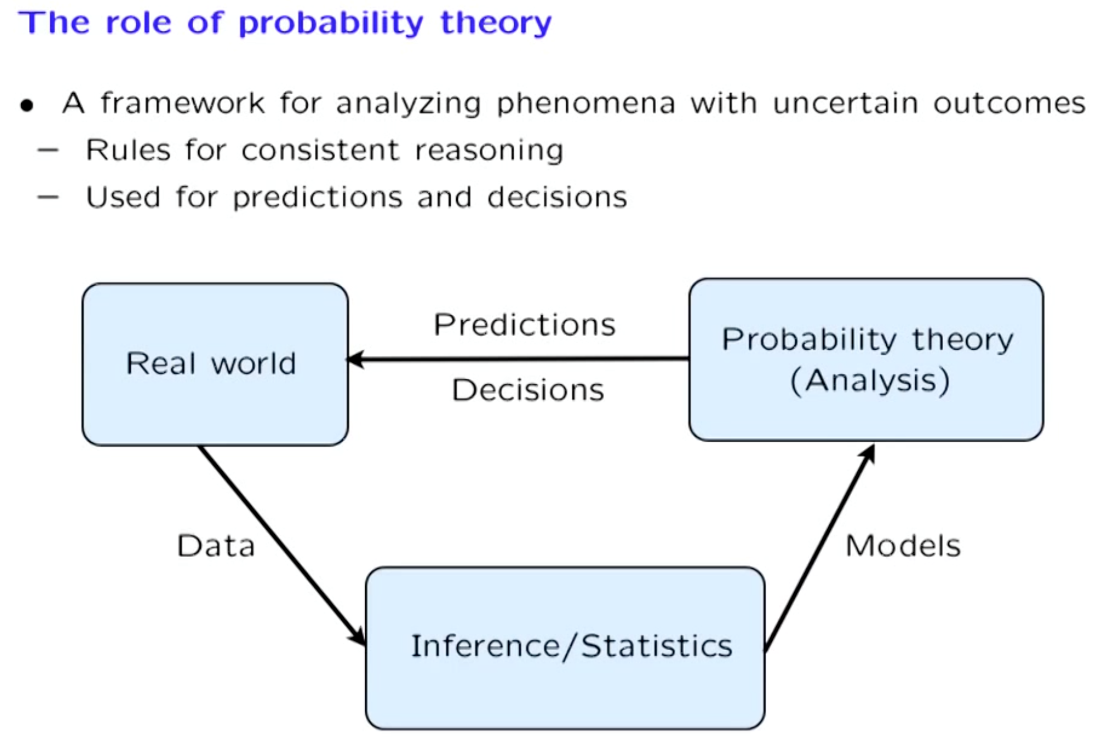 The role of probability theory
• A framework for analyzing phenomena with uncertain outcomes
– Rules for consistent reasoning
– Used for predictions and decisions
Real world
Predictions
Decisions
Probability theory
(Analysis)
Data
Models
Inference/Statistics